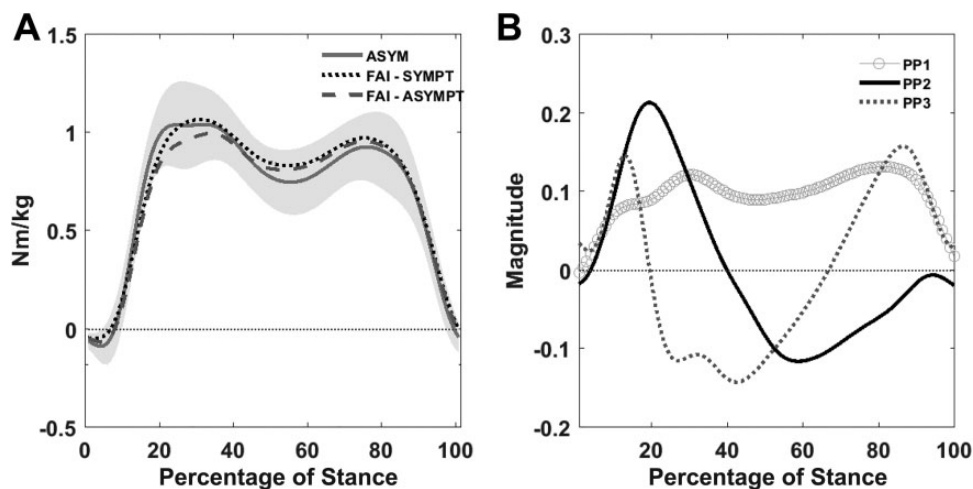 A
1.5
1
0.5
0
-0.5
Nm/kg
ASYM
FAI - SYMPT
FAI - ASYMPT
0
20
40
60
80
100
Percentage of Stance
B
0.3
0.2
0.1
0
-0.1
-0.2
Magnitude
PP1
PP2
PP3
20
40
60
80
100
Percentage of Stance